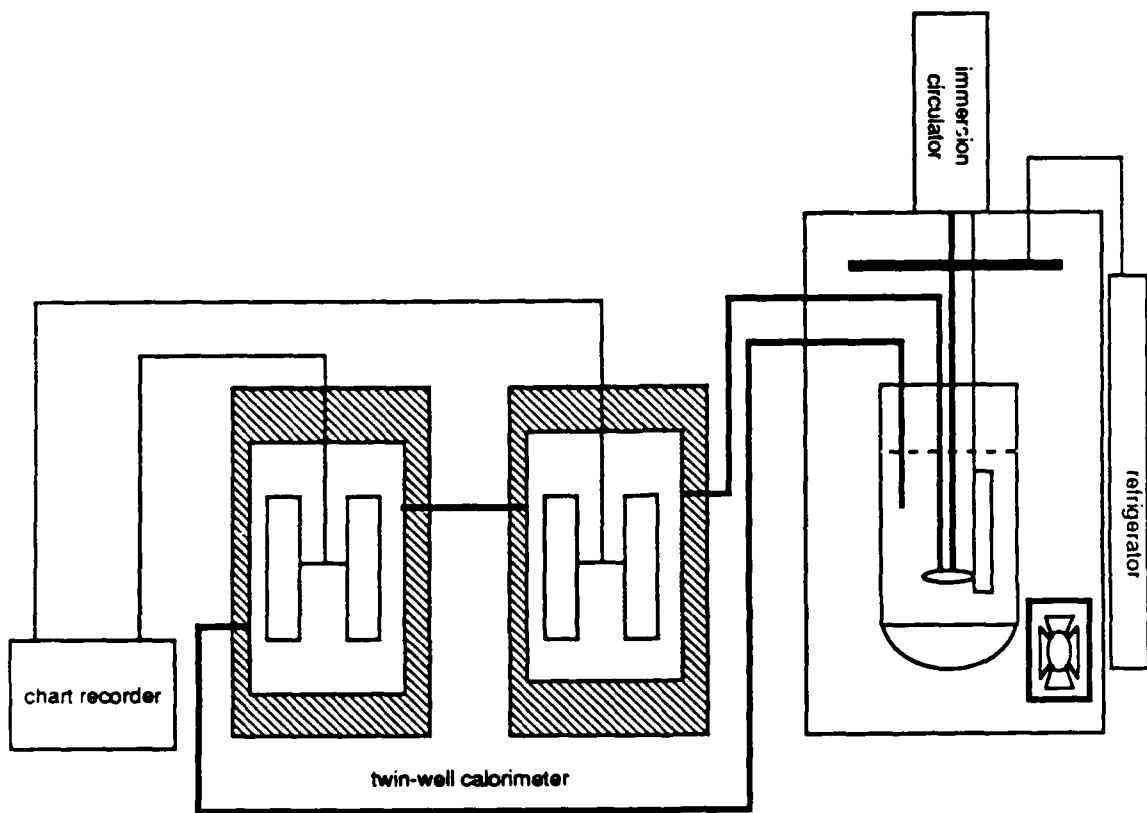 immersion
circulator
refrigerator
chart recorder
twin-well calorimeter